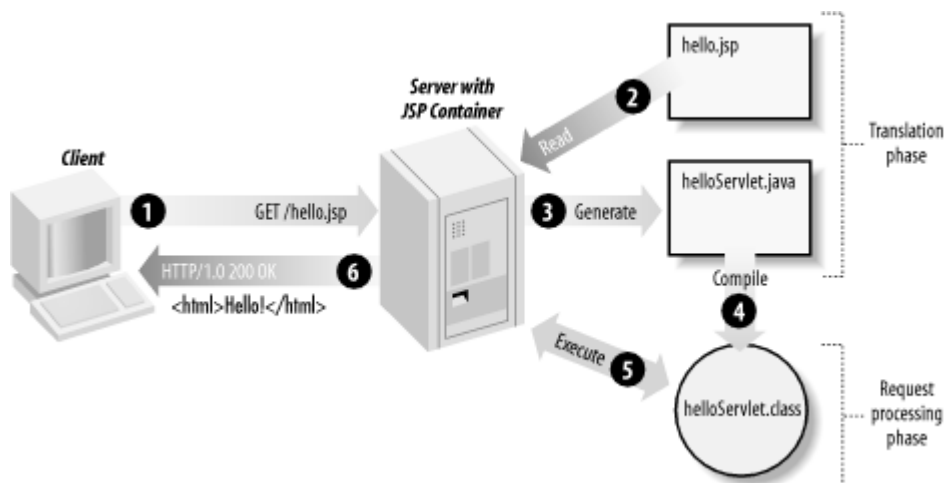 hello.jsp
Server with
JSP Container
2
Read
Translation
phase
Client
helloServlet.java
1
GET /hello.jsp
3
Generate
HTTP/1.0 200 OK
6
<html>Hello!</html>
Compile
4
Execute
5
helloServlet.class
Request
processing
phase